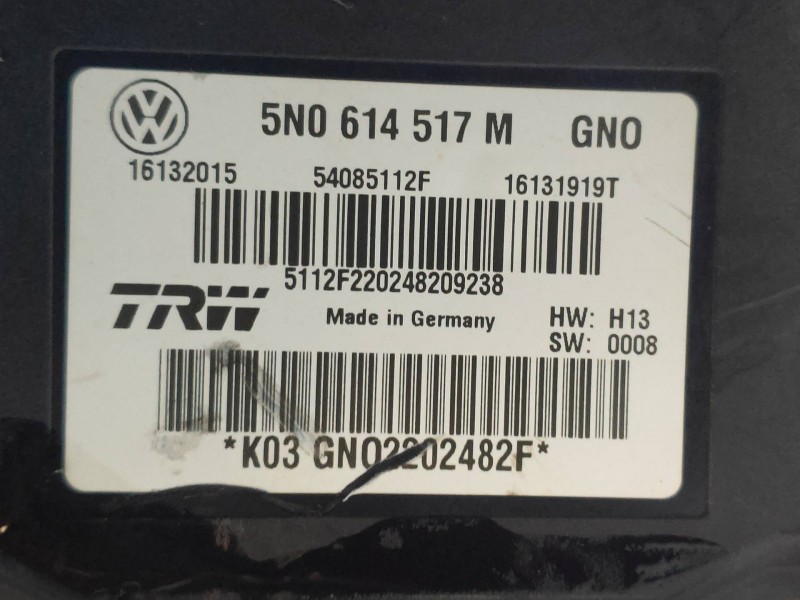 5N0 614 517 M GNO
16132015 54085112F 16131919T
5112F220248209238
TRW Made in Germany HW: H13
SW: 0008
*K03 GNO2202482F*